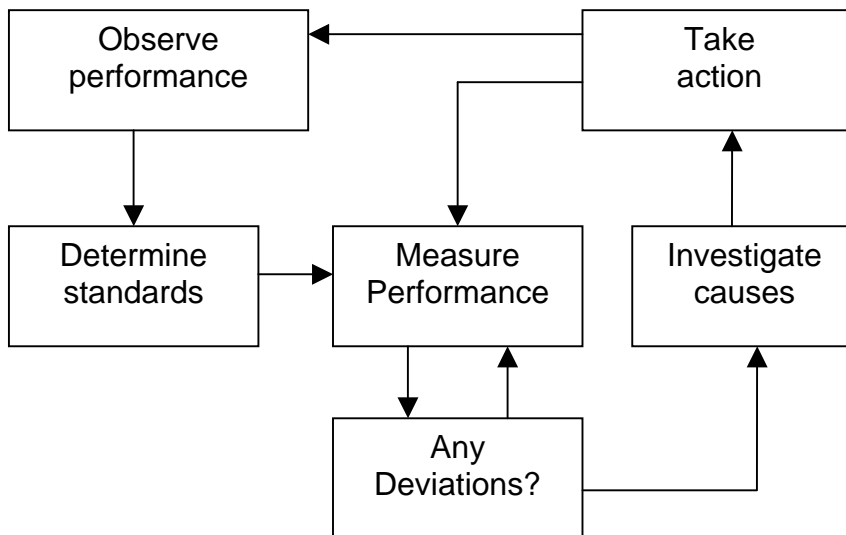 Observe
performance
Take
action
Determine
standards
Measure
Performance
Investigate
causes
Any
Deviations?